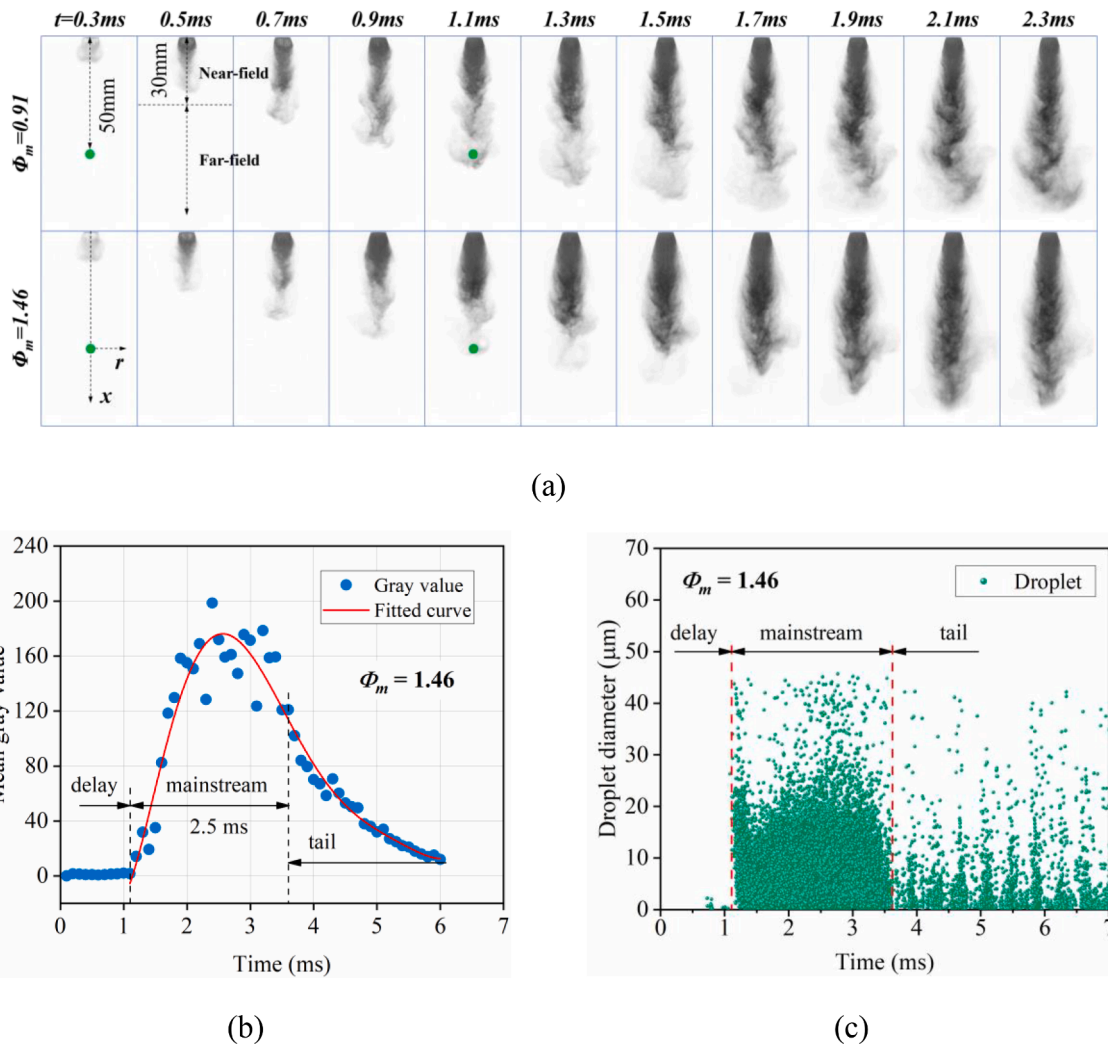 t=0.3ms 0.5ms 0.7ms 0.9ms 1.1ms 1.3ms 1.5ms 1.7ms 1.9ms 2.1ms 2.3ms
Φm=0.91
50mm
30mm
Near-field
Far-field
Φm=1.46
r
x
(a)
240
200
160
120
80
40
0
Mean gray value
Gray value
Fitted curve
Φm = 1.46
delay
mainstream
2.5 ms
tail
0 1 2 3 4 5 6 7
Time (ms)
(b)
70
60
50
40
30
20
10
0
Droplet diameter (μm)
Φm = 1.46
Droplet
delay
mainstream
tail
0 1 2 3 4 5 6 7
Time (ms)
(c)